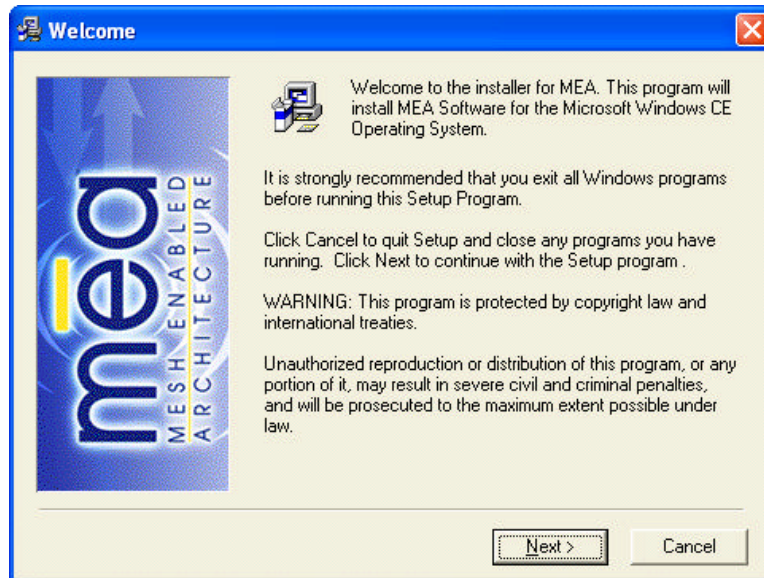 Welcome
Welcome to the installer for MEA. This program will
install MEA Software for the Microsoft Windows CE
Operating System.
It is strongly recommended that you exit all Windows programs
before running this Setup Program.
Click Cancel to quit Setup and close any programs you have
running. Click Next to continue with the Setup program .
WARNING: This program is protected by copyright law and
international treaties.
Unauthorized reproduction or distribution of this program, or any
portion of it, may result in severe civil and criminal penalties,
and will be prosecuted to the maximum extent possible under
law.
mēa
MESH ENABLED
ARCHITECTURE
Next >
Cancel